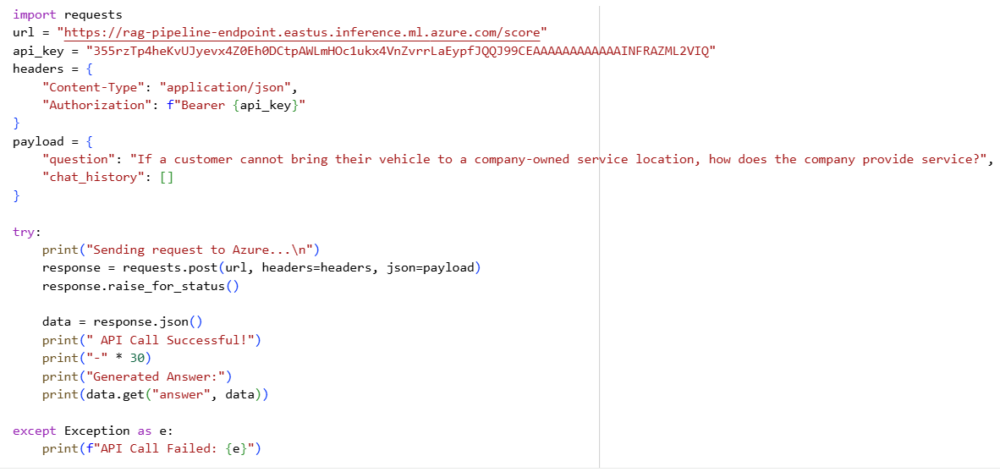 import requests
url = "https://rag-pipeline-endpoint.eastus.inference.ml.azure.com/score"
api_key = "355rzTp4heKvUJyevx4Z0Eh0DCtpAWLmHOc1ukx4VnZvrrLaEypfJQQJ99CEAAAAAAAAAAAAINFRAZML2VIQ"
headers = {
    "Content-Type": "application/json",
    "Authorization": f"Bearer {api_key}"
}
payload = {
    "question": "If a customer cannot bring their vehicle to a company-owned service location, how does the company provide service?",
    "chat_history": []
}

try:
    print("Sending request to Azure...\n")
    response = requests.post(url, headers=headers, json=payload)
    response.raise_for_status()

    data = response.json()
    print(" API Call Successful!")
    print("-" * 30)
    print("Generated Answer:")
    print(data.get("answer", data))

except Exception as e:
    print(f"API Call Failed: {e}")